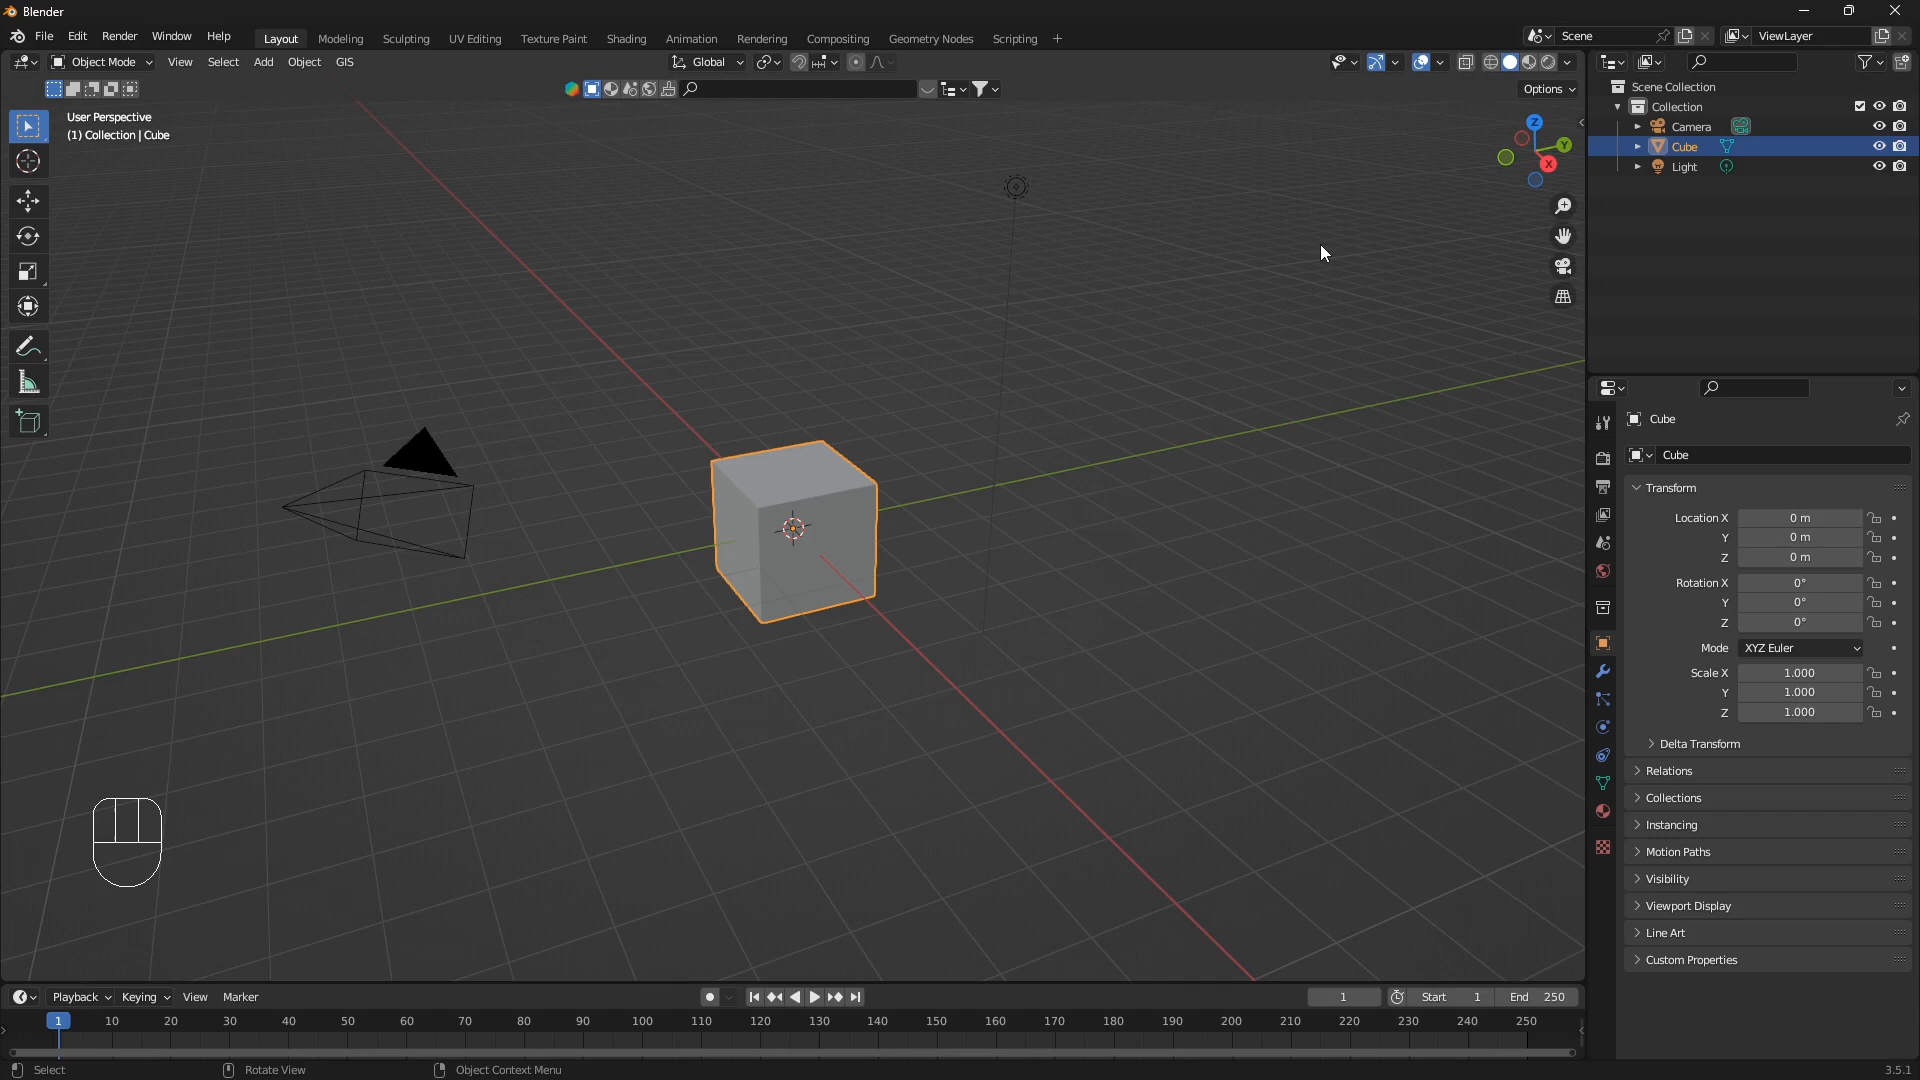 Blender
File Edit Render Window Help
Layout Modeling Sculpting UV Editing Texture Paint Shading Animation Rendering Compositing Geometry Nodes Scripting +
Scene
ViewLayer
Object Mode View Select Add Object GIS
Global
Options
User Perspective
(1) Collection | Cube
Z
Y
X
Scene Collection
Collection
Camera
Cube
Light
Cube
Cube
Transform
Location X 0 m
Y 0 m
Z 0 m
Rotation X 0°
Y 0°
Z 0°
Mode XYZ Euler
Scale X 1.000
Y 1.000
Z 1.000
Delta Transform
Relations
Collections
Instancing
Motion Paths
Visibility
Viewport Display
Line Art
Custom Properties
Playback Keying View Marker
1 Start 1 End 250
1 10 20 30 40 50 60 70 80 90 100 110 120 130 140 150 160 170 180 190 200 210 220 230 240 250
Select Rotate View Object Context Menu 3.5.1